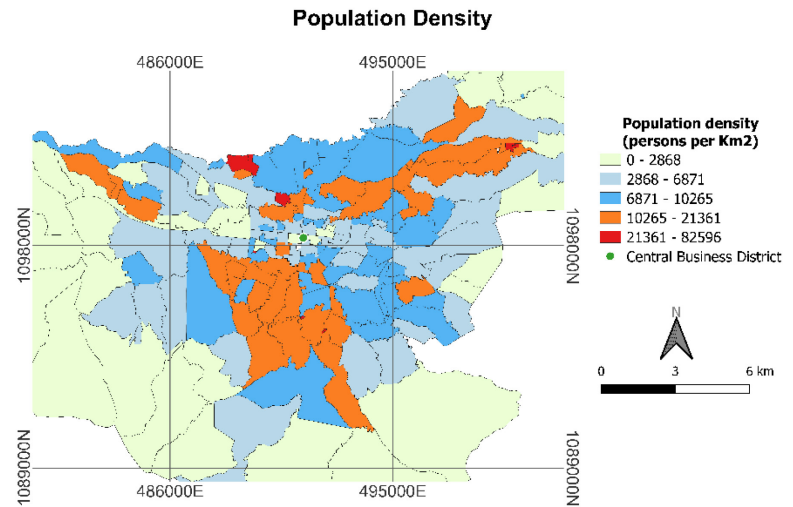 Population Density
486000E
495000E
1098000N
1098000N
1089000N
1089000N
486000E
495000E
Population density
(persons per Km2)
0 - 2868
2868 - 6871
6871 - 10265
10265 - 21361
21361 - 82596
Central Business District
N
0 3 6 km